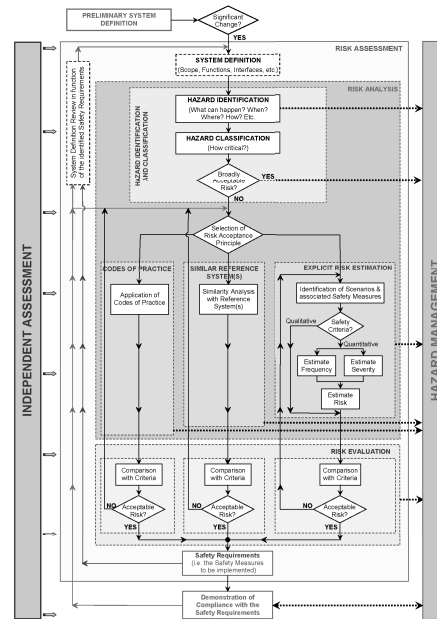 PRELIMINARY SYSTEM
DEFINITION
Significant
Change?
YES
RISK ASSESSMENT
SYSTEM DEFINITION
(Scope, Functions, Interfaces, etc.)
System Definition Review in function
of the identified Safety Requirements
RISK ANALYSIS
HAZARD IDENTIFICATION
AND CLASSIFICATION
HAZARD IDENTIFICATION
(What can happen? When?
Where? How? Etc.
HAZARD CLASSIFICATION
(How critical?)
Broadly
Acceptable
Risk?
YES
NO
Selection of
Risk Acceptance
Principle
CODES OF PRACTICE
SIMILAR REFERENCE
SYSTEM(S)
EXPLICIT RISK ESTIMATION
Application of
Codes of Practice
Similarity Analysis
with Reference
System(s)
Identification of Scenarios &
associated Safety Measures
Qualitative
Safety
Criteria?
Quantitative
Estimate
Frequency
Estimate
Severity
Estimate
Risk
RISK EVALUATION
Comparison
with Criteria
Comparison
with Criteria
Comparison
with Criteria
NO
Acceptable
Risk?
NO
Acceptable
Risk?
NO
Acceptable
Risk?
YES
YES
YES
Safety Requirements
(i.e. the Safety Measures
to be implemented)
Demonstration of
Compliance with the
Safety Requirements
INDEPENDENT ASSESSMENT
HAZARD MANAGEMENT